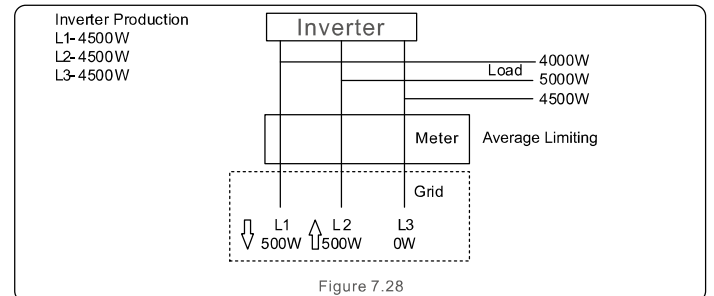 Inverter Production
L1-4500W
L2-4500W
L3-4500W
Inverter
4000W
Load
5000W
4500W
Meter
Average Limiting
Grid
L1 L2 L3
500W 500W 0W
Figure 7.28